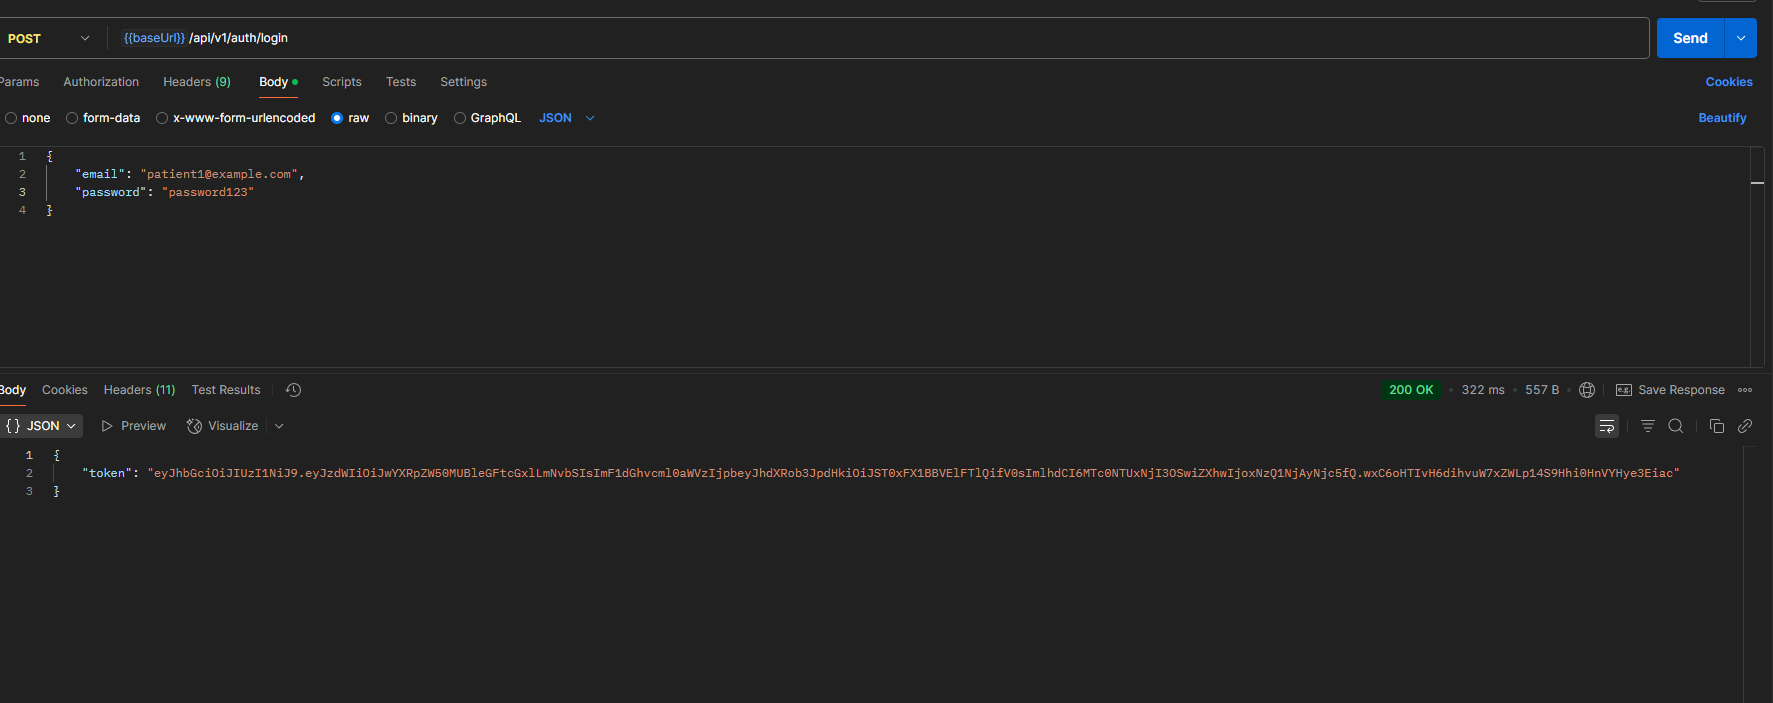 POST {{baseUrl}} /api/v1/auth/login Send
Params Authorization Headers (9) Body Scripts Tests Settings Cookies
none form-data x-www-form-urlencoded raw binary GraphQL JSON Beautify
1 {
2 "email": "patient1@example.com",
3 "password": "password123"
4 }
Body Cookies Headers (11) Test Results 200 OK • 322 ms • 557 B • e.g. Save Response
{} JSON Preview Visualize
1 {
2 "token": "eyJhbGciOiJIUzI1NiJ9.eyJzdWIiOiJwYXRpZW50MUBleGFtcGxlLmNvbSIsImF1dGhvcml0aWVzIjpbeyJhdXRob3JpdHkiOiJST0xFX1BBVElFTlQifV0sImlhdCI6MTc0NTUxNjI3OSwiZXhwIjoxNzQ1NjAyNjc5fQ.wxC6oHTIvH6dihvuW7xZWLp14S9Hhi0HnVYHye3Eiac"
3 }